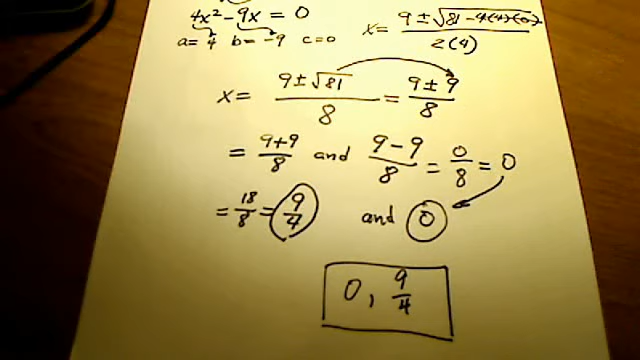 4x² - 9x = 0
a = 4 b = -9 c = 0
x = (9 ± √(81 - 4(4)(0))) / 2(4)
x = (9 ± √81) / 8 = (9 ± 9) / 8
= (9+9)/8 and (9-9)/8 = 0/8 = 0
= 18/8 = 9/4 and 0
0, 9/4